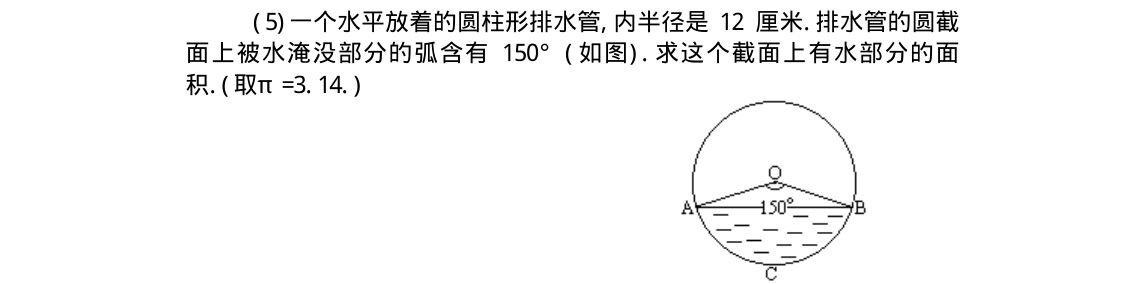 (5)一个水平放着的圆柱形排水管,内半径是 12 厘米.排水管的圆截
面上被水淹没部分的弧含有 150° (如图).求这个截面上有水部分的面
积.(取π =3. 14. )
O
A 150° B
C